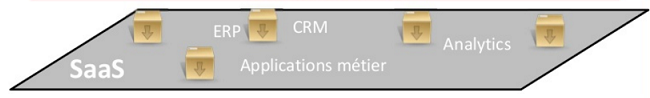 ERP CRM
Analytics
SaaS Applications métier